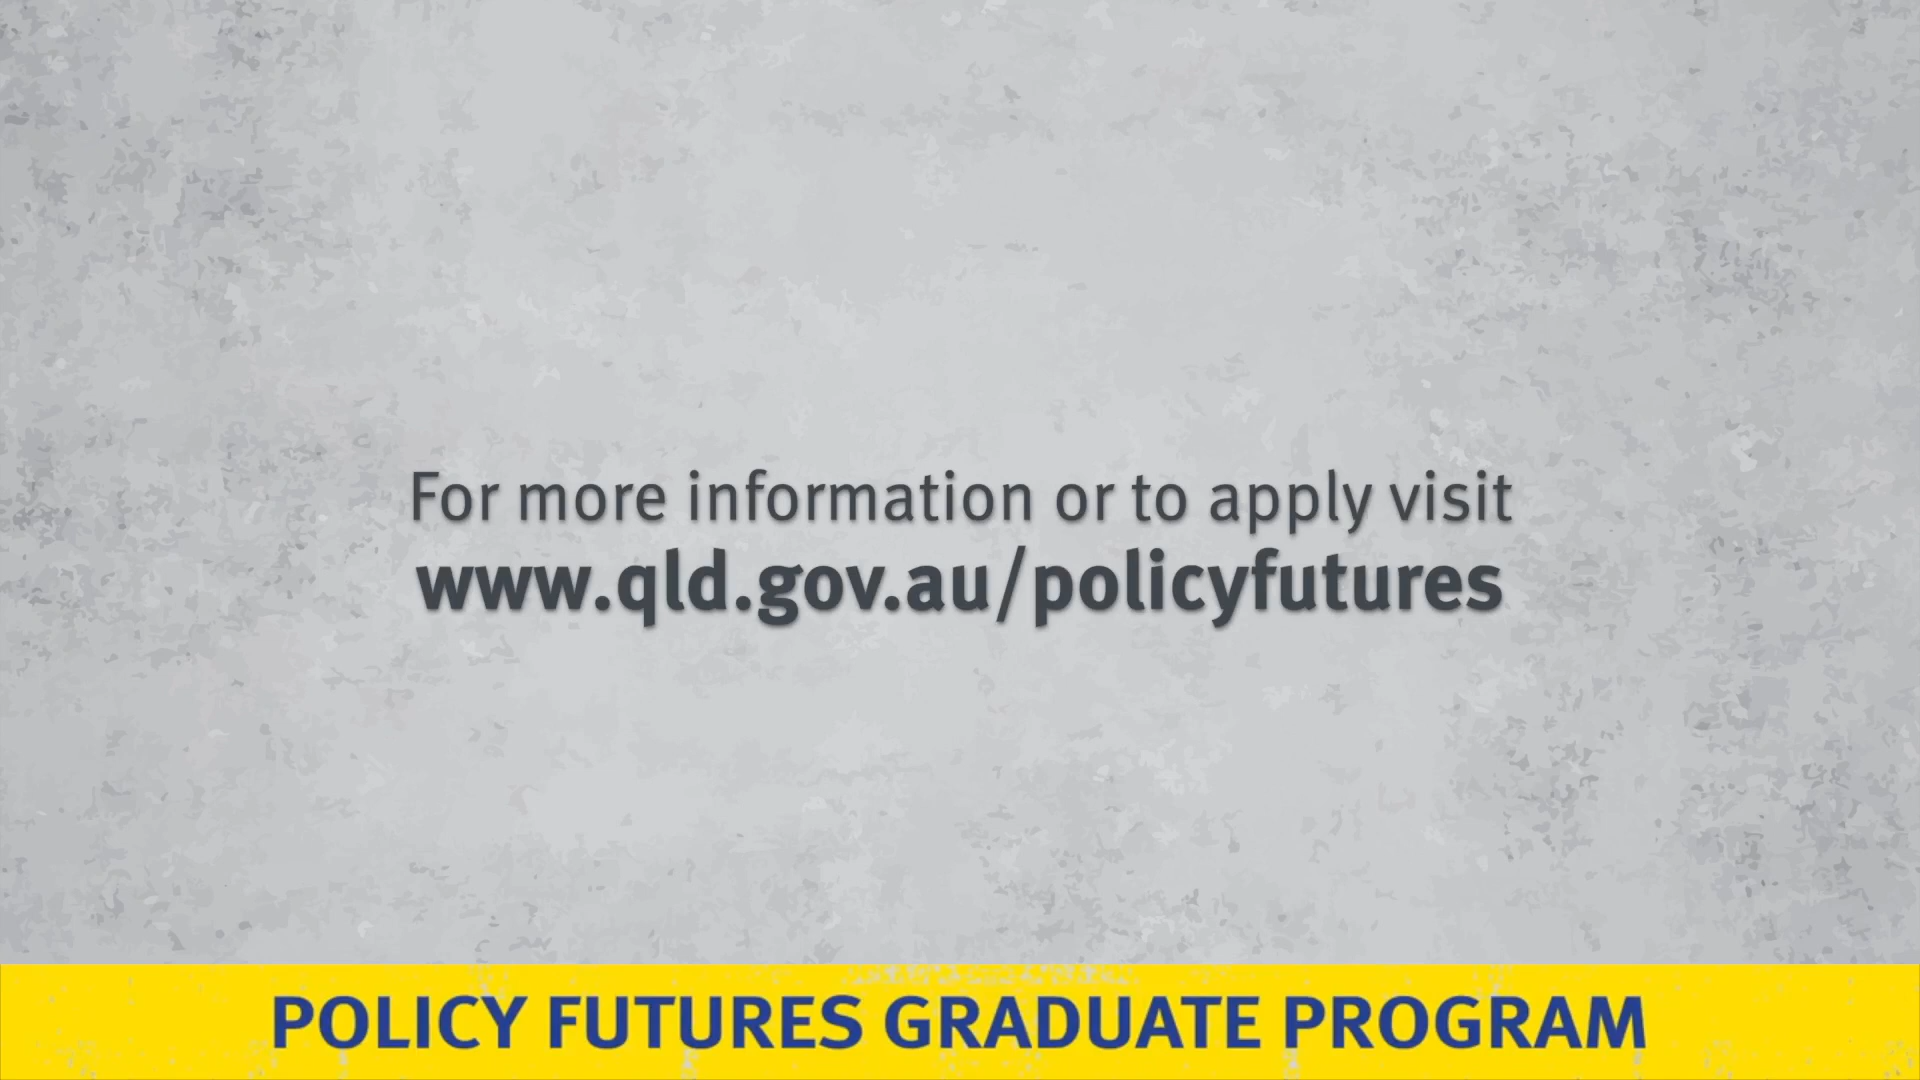 For more information or to apply visit
www.qld.gov.au/policyfutures
POLICY FUTURES GRADUATE PROGRAM